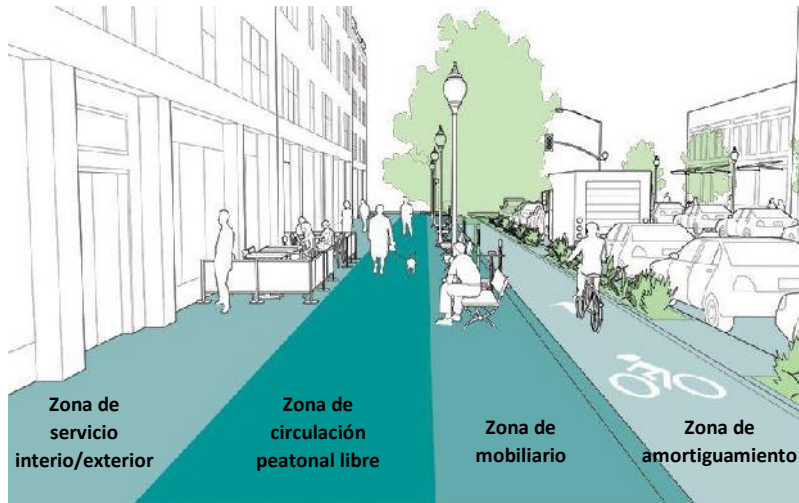 Zona de
servicio
interio/exterior
Zona de
circulación
peatonal libre
Zona de
mobiliario
Zona de
amortiguamiento